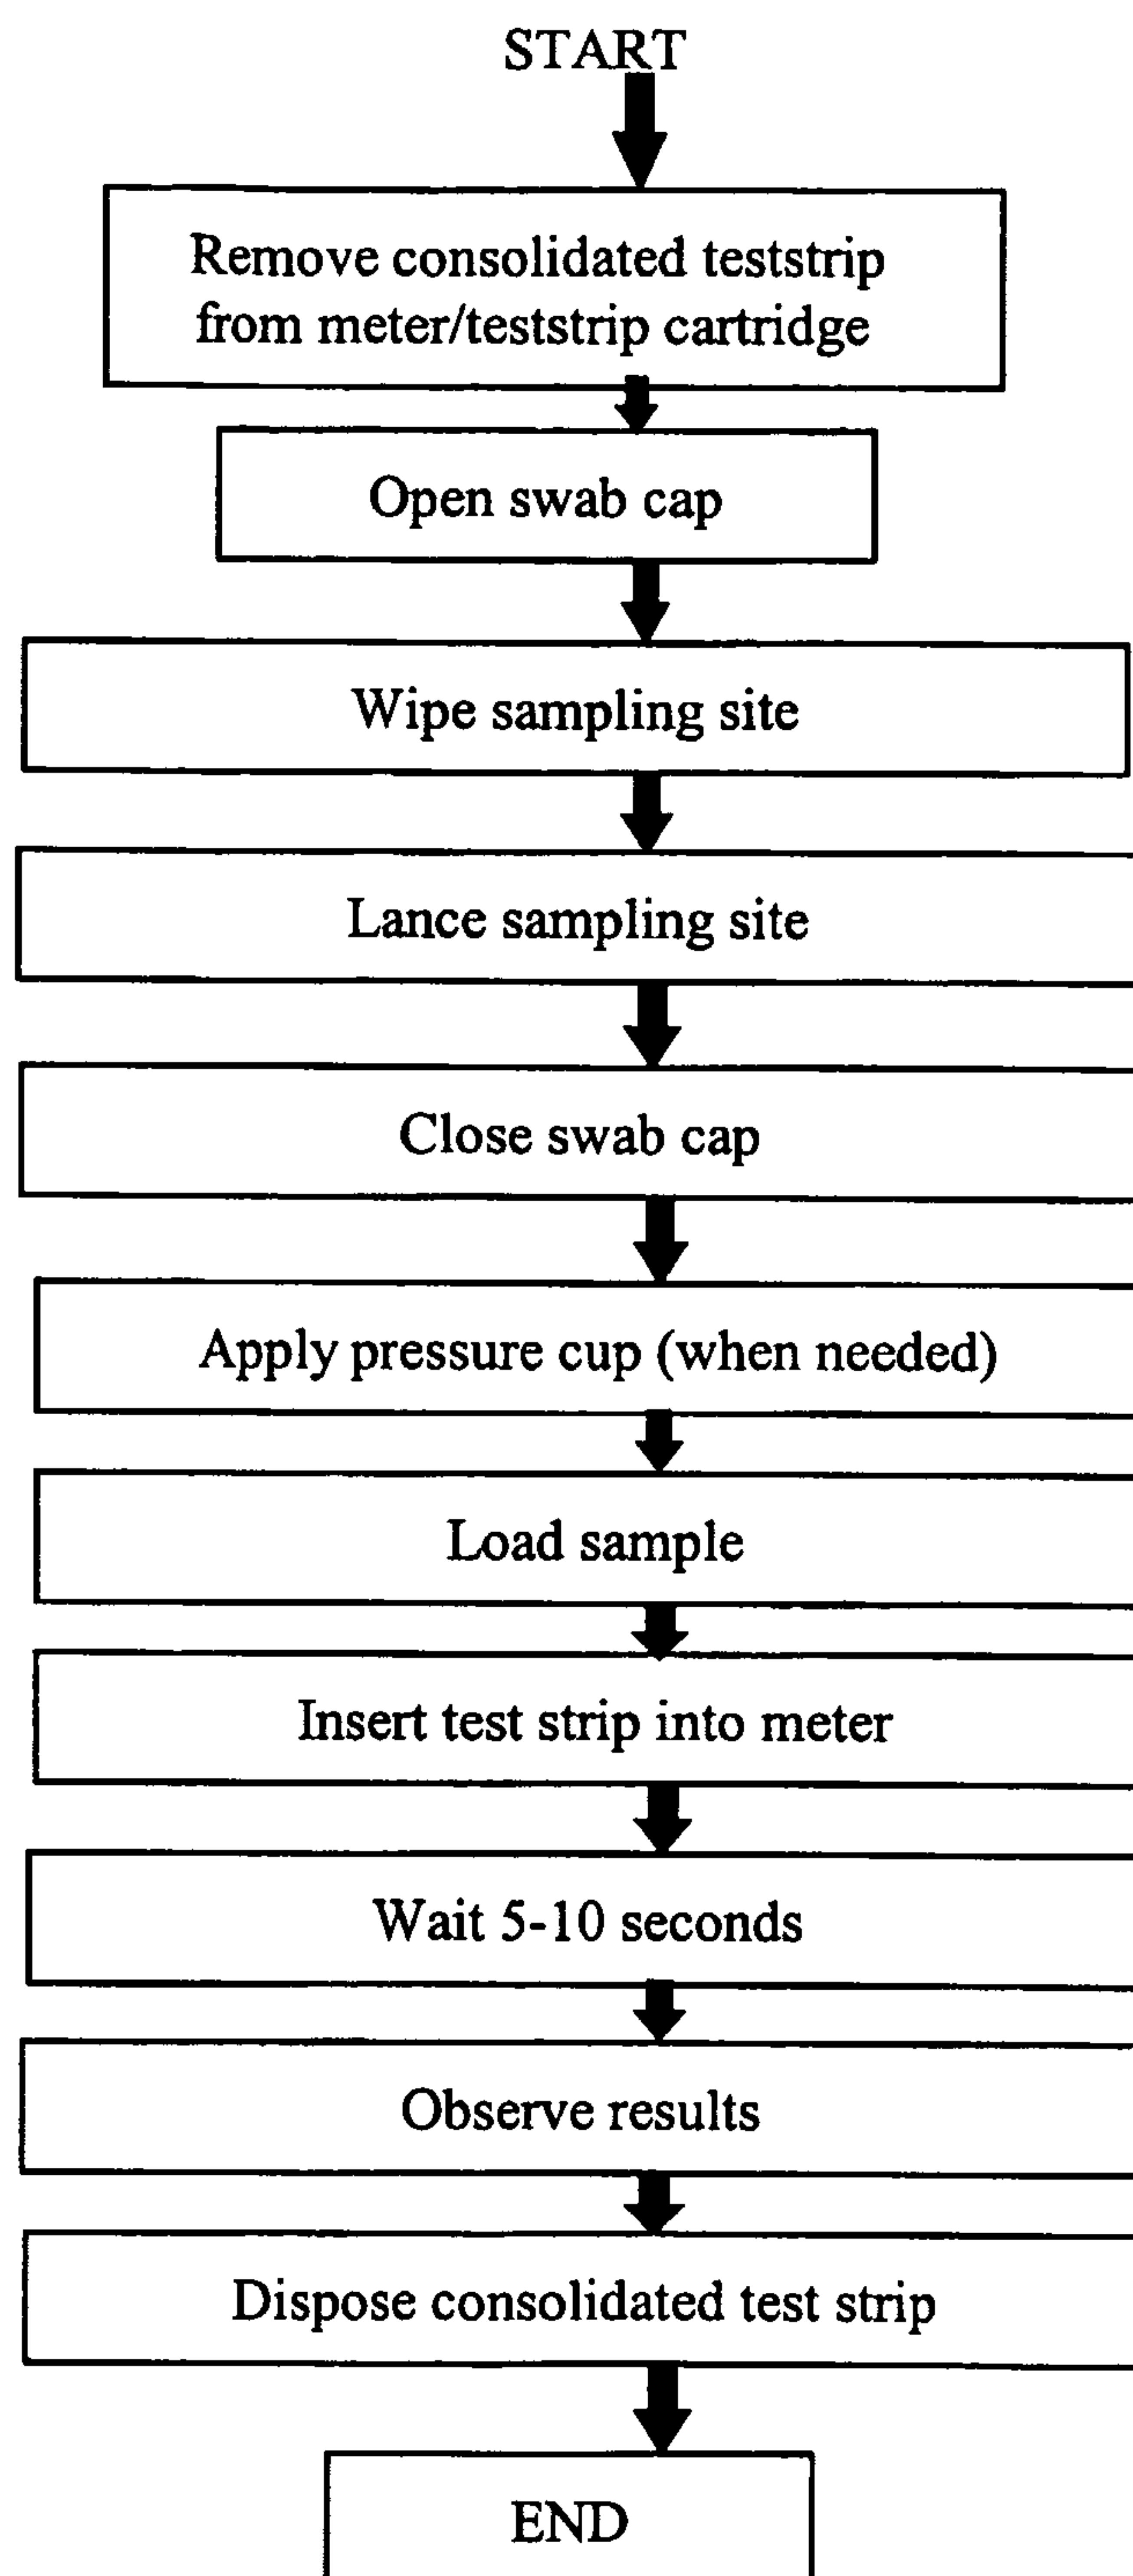 START
Remove consolidated teststrip
from meter/teststrip cartridge
Open swab cap
Wipe sampling site
Lance sampling site
Close swab cap
Apply pressure cup (when needed)
Load sample
Insert test strip into meter
Wait 5-10 seconds
Observe results
Dispose consolidated test strip
END